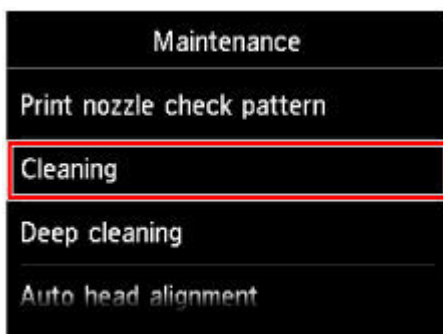 Maintenance
Print nozzle check pattern
Cleaning
Deep cleaning
Auto head alignment